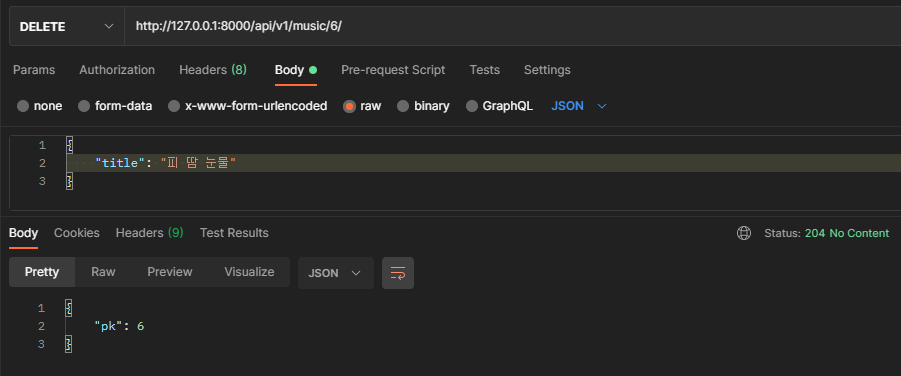 DELETE http://127.0.0.1:8000/api/v1/music/6/
Params Authorization Headers (8) Body Pre-request Script Tests Settings
none form-data x-www-form-urlencoded raw binary GraphQL JSON
1 {
2 "title": "피 땀 눈물"
3 }
Body Cookies Headers (9) Test Results Status: 204 No Content
Pretty Raw Preview Visualize JSON
1 {
2 "pk": 6
3 }